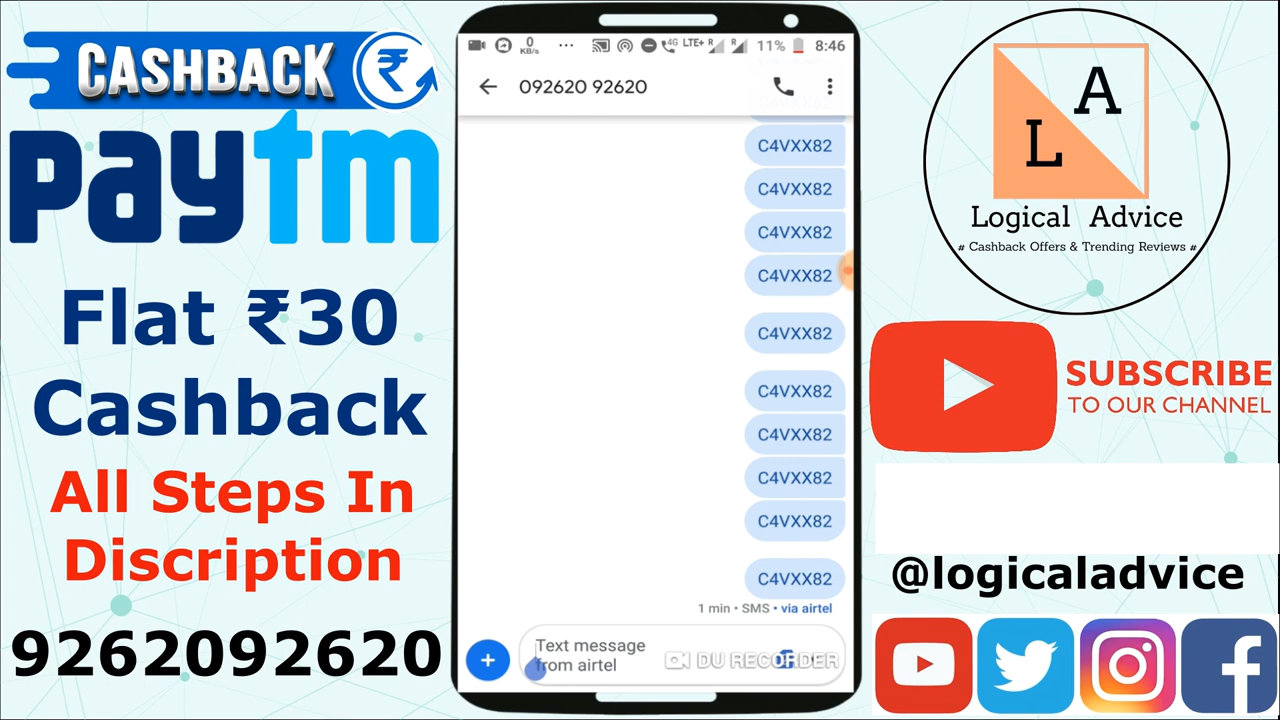 CASHBACK ₹
paytm
Flat ₹30
Cashback
All Steps In
Discription
9262092620
0
KB/s
... 4G LTE+ R R 11% 8:46
092620 92620
C4VXX82
C4VXX82
C4VXX82
C4VXX82
C4VXX82
C4VXX82
C4VXX82
C4VXX82
C4VXX82
C4VXX82
C4VXX82
1 min • SMS • via airtel
Text message
from airtel
DU RECORDER
L A
Logical Advice
# Cashback Offers & Trending Reviews #
SUBSCRIBE
TO OUR CHANNEL
@logicaladvice